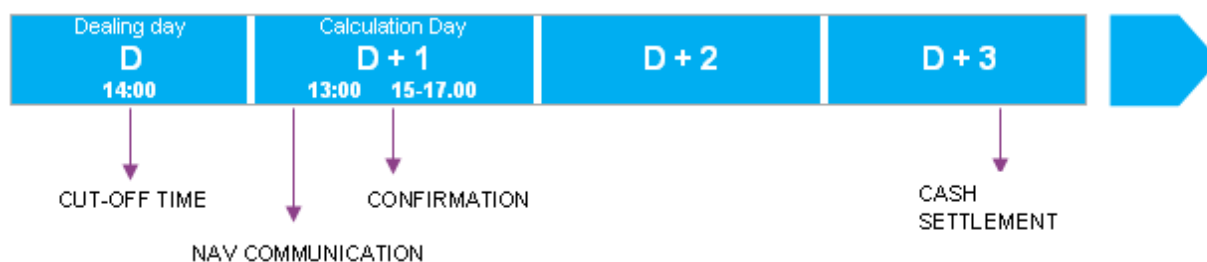 Dealing day
D
14:00
Calculation Day
D + 1
13:00 15-17.00
D + 2
D + 3
CUT-OFF TIME
CONFIRMATION
NAV COMMUNICATION
CASH
SETTLEMENT